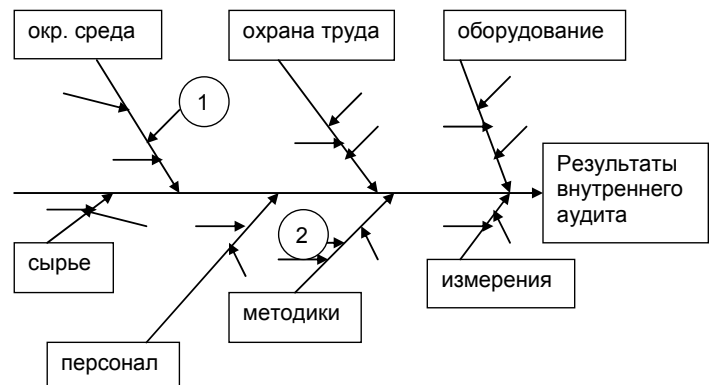 окр. среда
охрана труда
оборудование
1
Результаты
внутреннего
аудита
2
сырье
измерения
методики
персонал